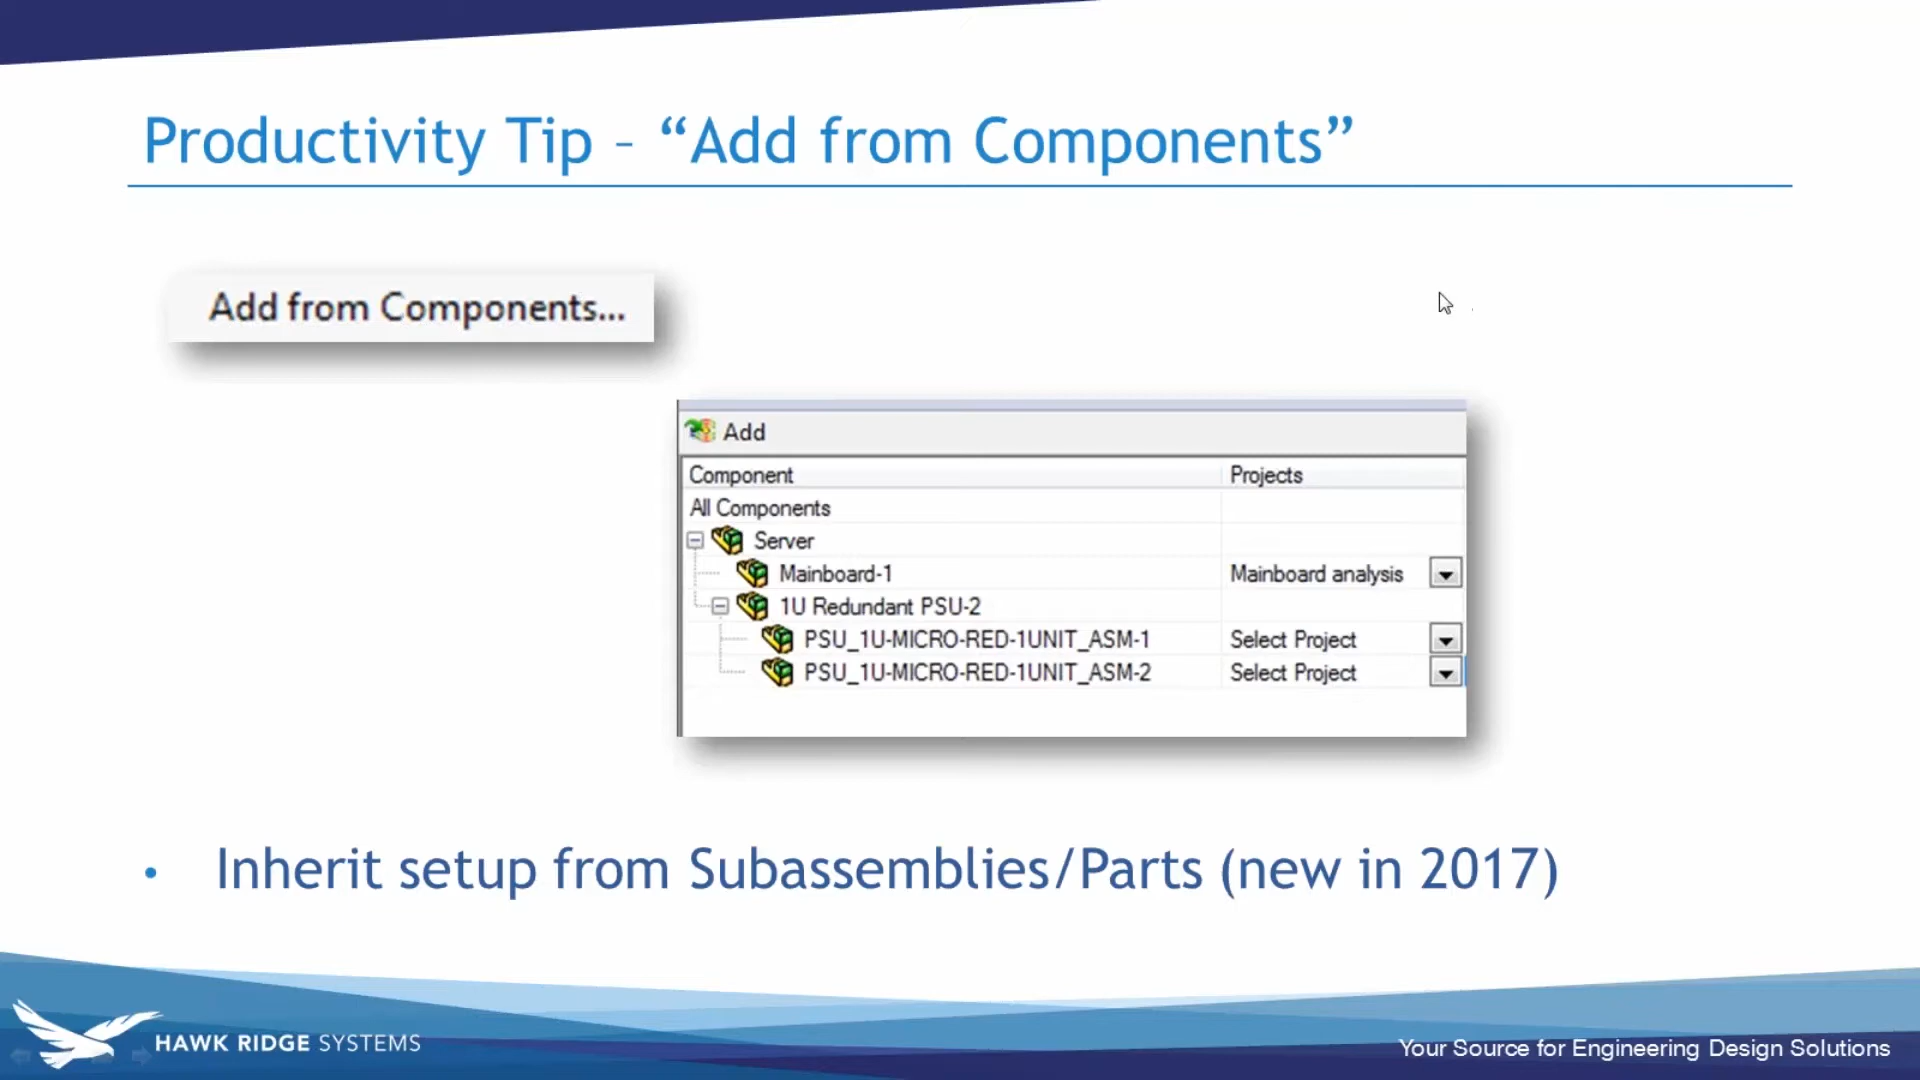 Productivity Tip – “Add from Components”
Add from Components...
Add
Component Projects
All Components
Server
Mainboard-1 Mainboard analysis
1U Redundant PSU-2
PSU_1U-MICRO-RED-1UNIT_ASM-1 Select Project
PSU_1U-MICRO-RED-1UNIT_ASM-2 Select Project
• Inherit setup from Subassemblies/Parts (new in 2017)
HAWK RIDGE SYSTEMS
Your Source for Engineering Design Solutions